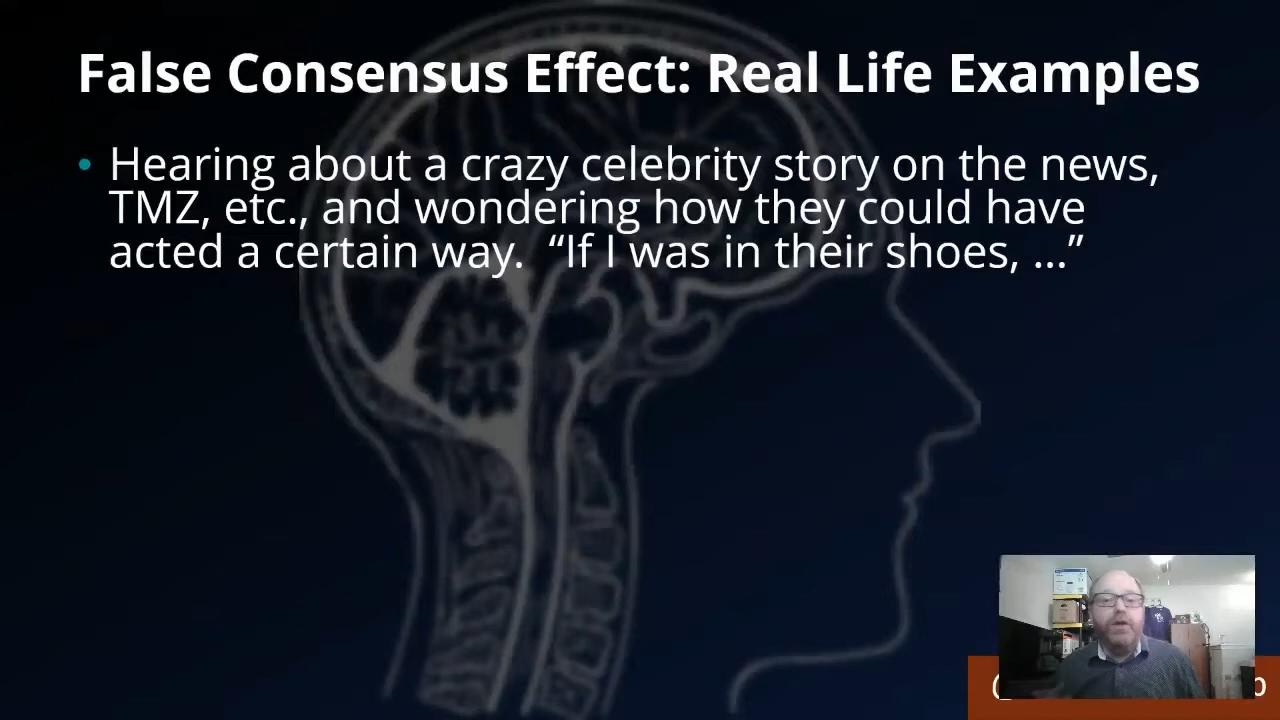 False Consensus Effect: Real Life Examples
• Hearing about a crazy celebrity story on the news,
TMZ, etc., and wondering how they could have
acted a certain way.  “If I was in their shoes, …”